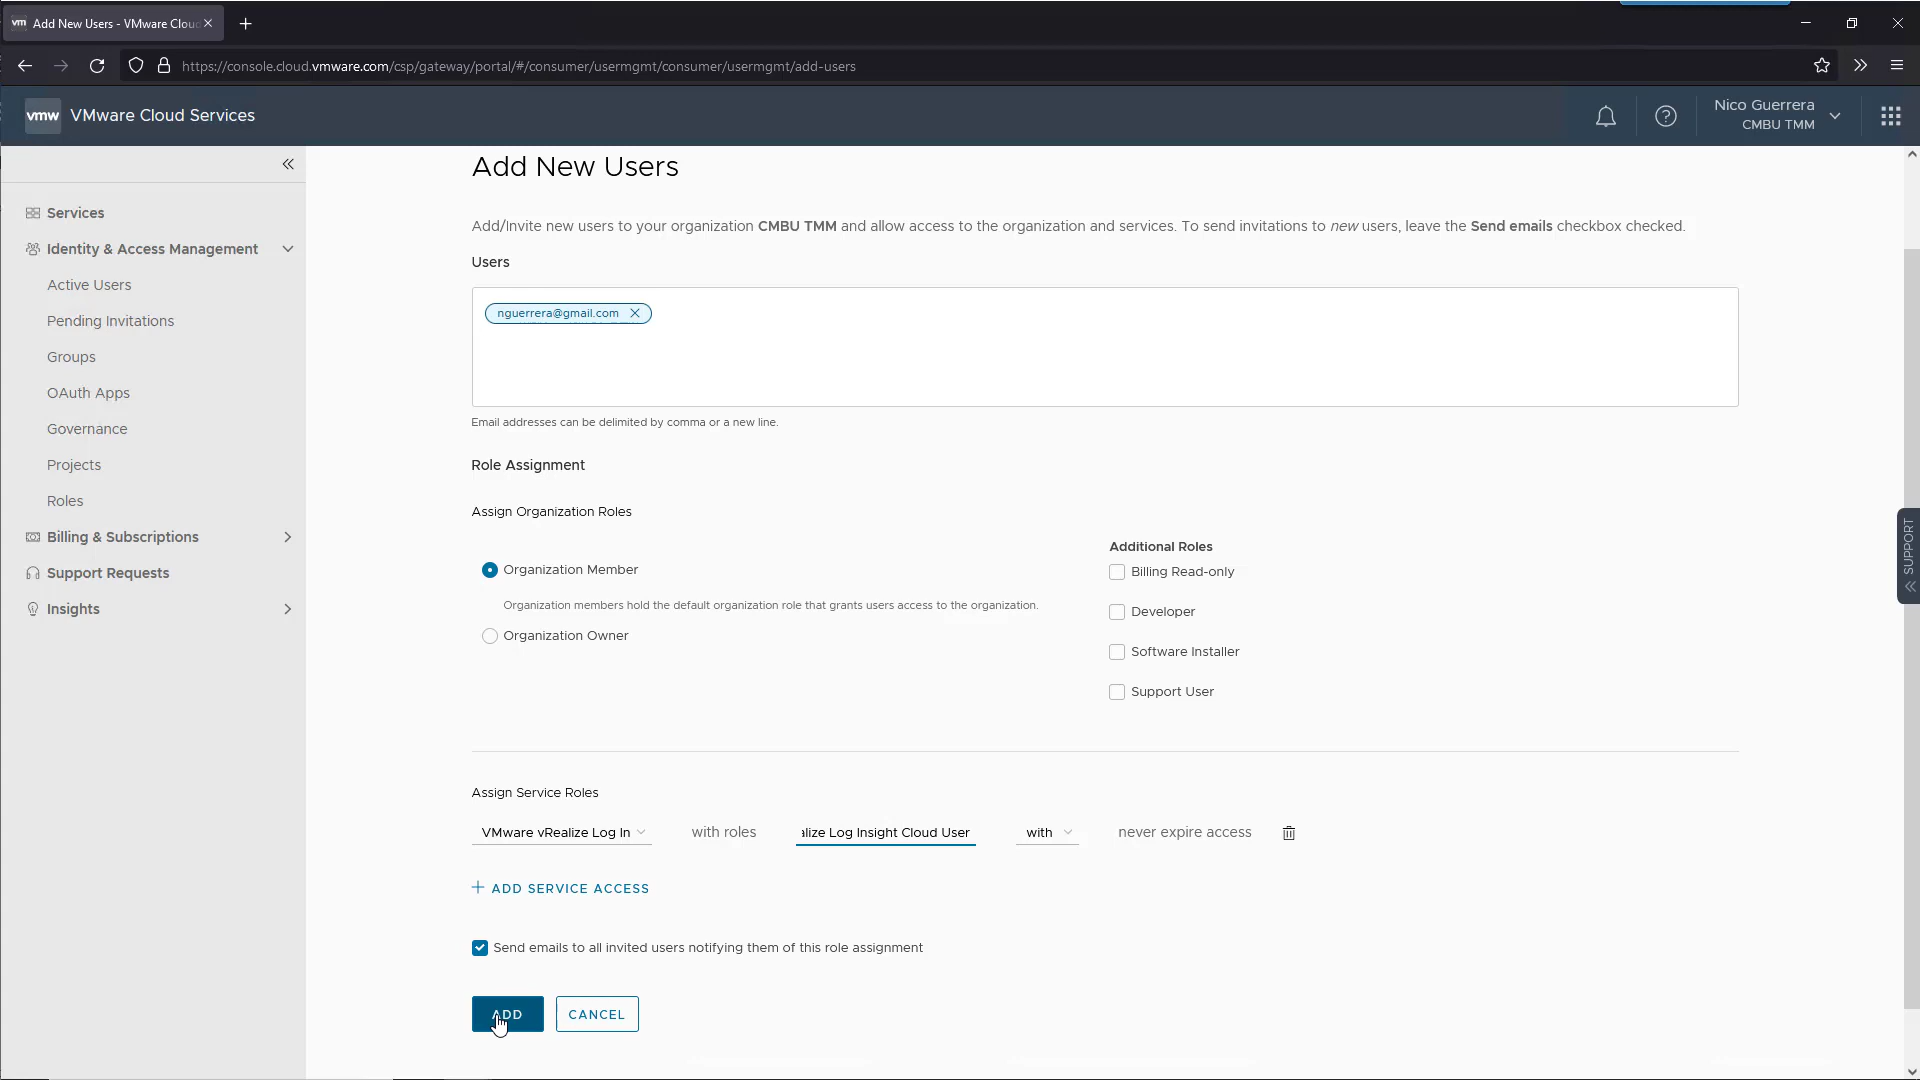 vm Add New Users - VMware Clou
https://console.cloud.vmware.com/csp/gateway/portal/#/consumer/usermgmt/consumer/usermgmt/add-users
vmw VMware Cloud Services
Nico Guerrera
CMBU TMM
Services
Identity & Access Management
Active Users
Pending Invitations
Groups
OAuth Apps
Governance
Projects
Roles
Billing & Subscriptions
Support Requests
Insights
Add New Users
Add/Invite new users to your organization CMBU TMM and allow access to the organization and services. To send invitations to new users, leave the Send emails checkbox checked.
Users
nguerrera@gmail.com
Email addresses can be delimited by comma or a new line.
Role Assignment
Assign Organization Roles
Organization Member
Organization members hold the default organization role that grants users access to the organization.
Organization Owner
Additional Roles
Billing Read-only
Developer
Software Installer
Support User
Assign Service Roles
VMware vRealize Log In with roles alize Log Insight Cloud User with never expire access
ADD SERVICE ACCESS
Send emails to all invited users notifying them of this role assignment
ADD CANCEL
SUPPORT